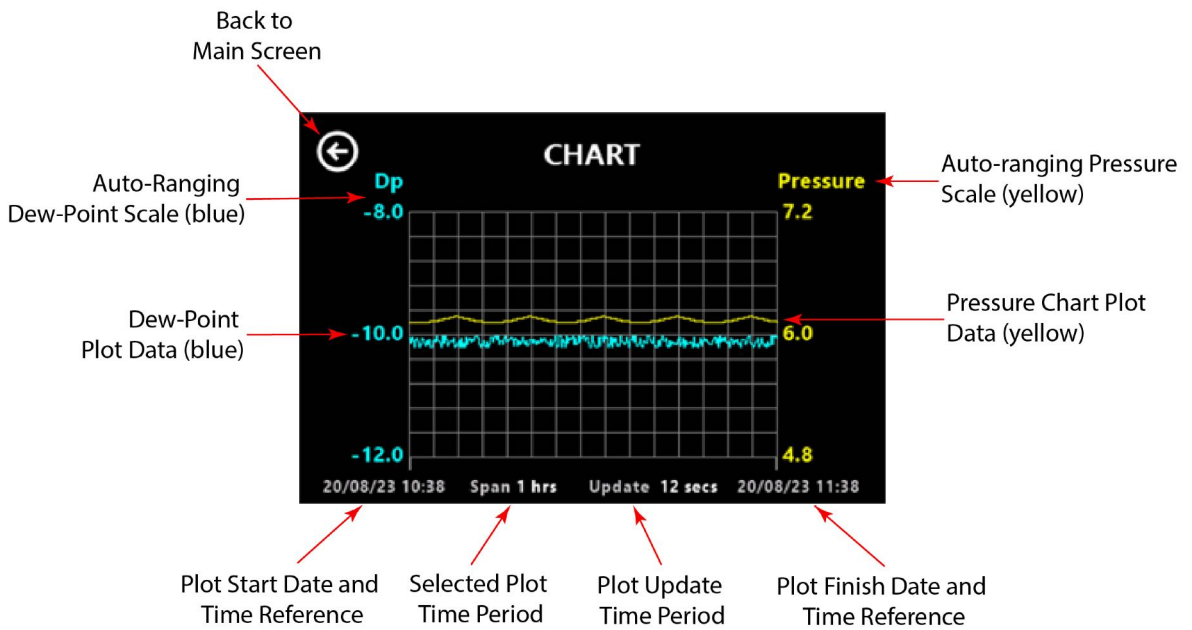 Back to
Main Screen
CHART
Dp
Pressure
Auto-Ranging
Dew-Point Scale (blue)
Auto-ranging Pressure
Scale (yellow)
-8.0
7.2
Dew-Point
Plot Data (blue)
Pressure Chart Plot
Data (yellow)
-10.0
6.0
-12.0
4.8
20/08/23 10:38 Span 1 hrs Update 12 secs 20/08/23 11:38
Plot Start Date and
Time Reference
Selected Plot
Time Period
Plot Update
Time Period
Plot Finish Date and
Time Reference